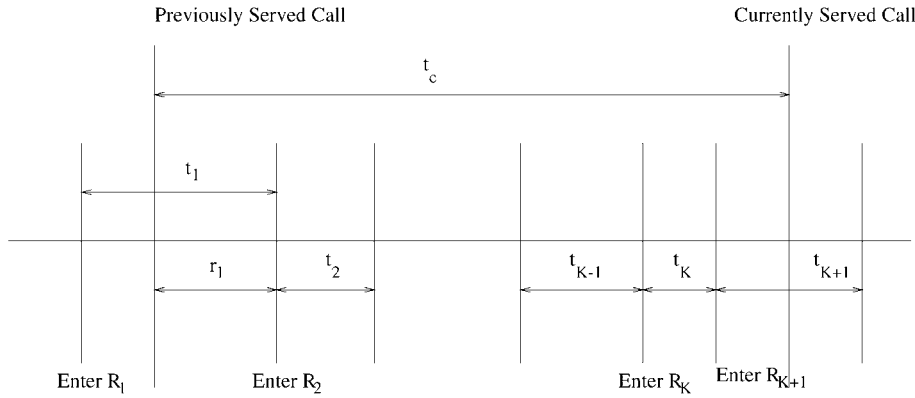 Previously Served Call
Currently Served Call
t_c
t_1
r_1
t_2
t_{K-1}
t_K
t_{K+1}
Enter R_1
Enter R_2
Enter R_K
Enter R_{K+1}